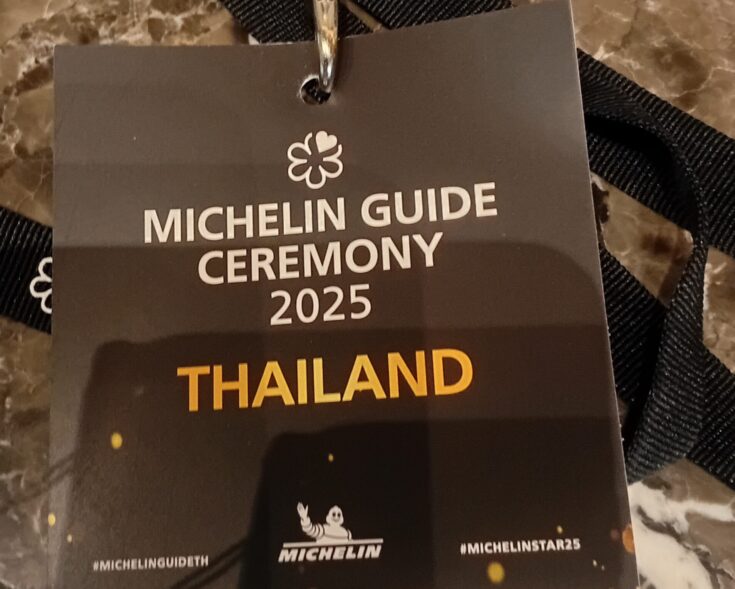 MICHELIN GUIDE
CEREMONY
2025
THAILAND
MICHELIN
#MICHELINGUIDETH
#MICHELINSTAR25